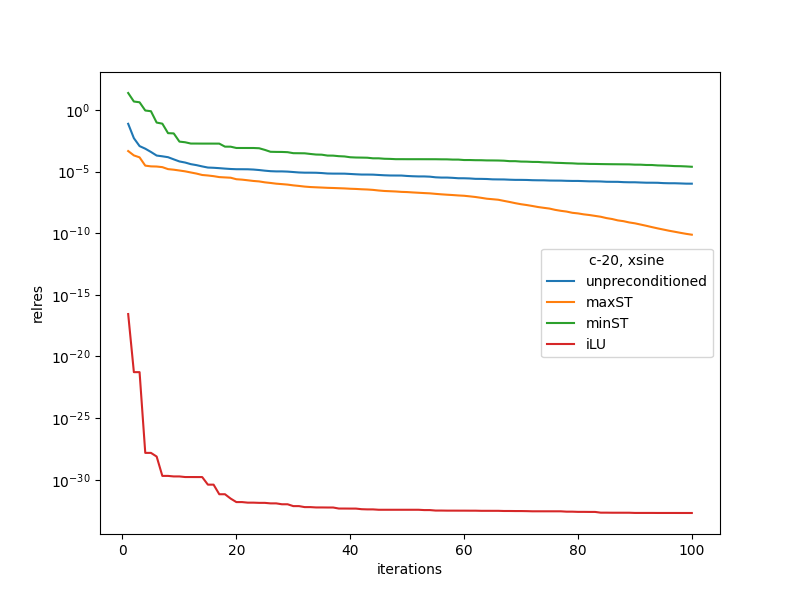 10^0
10^-5
10^-10
10^-15
10^-20
10^-25
10^-30
relres
c-20, xsine
unpreconditioned
maxST
minST
iLU
0 20 40 60 80 100
iterations